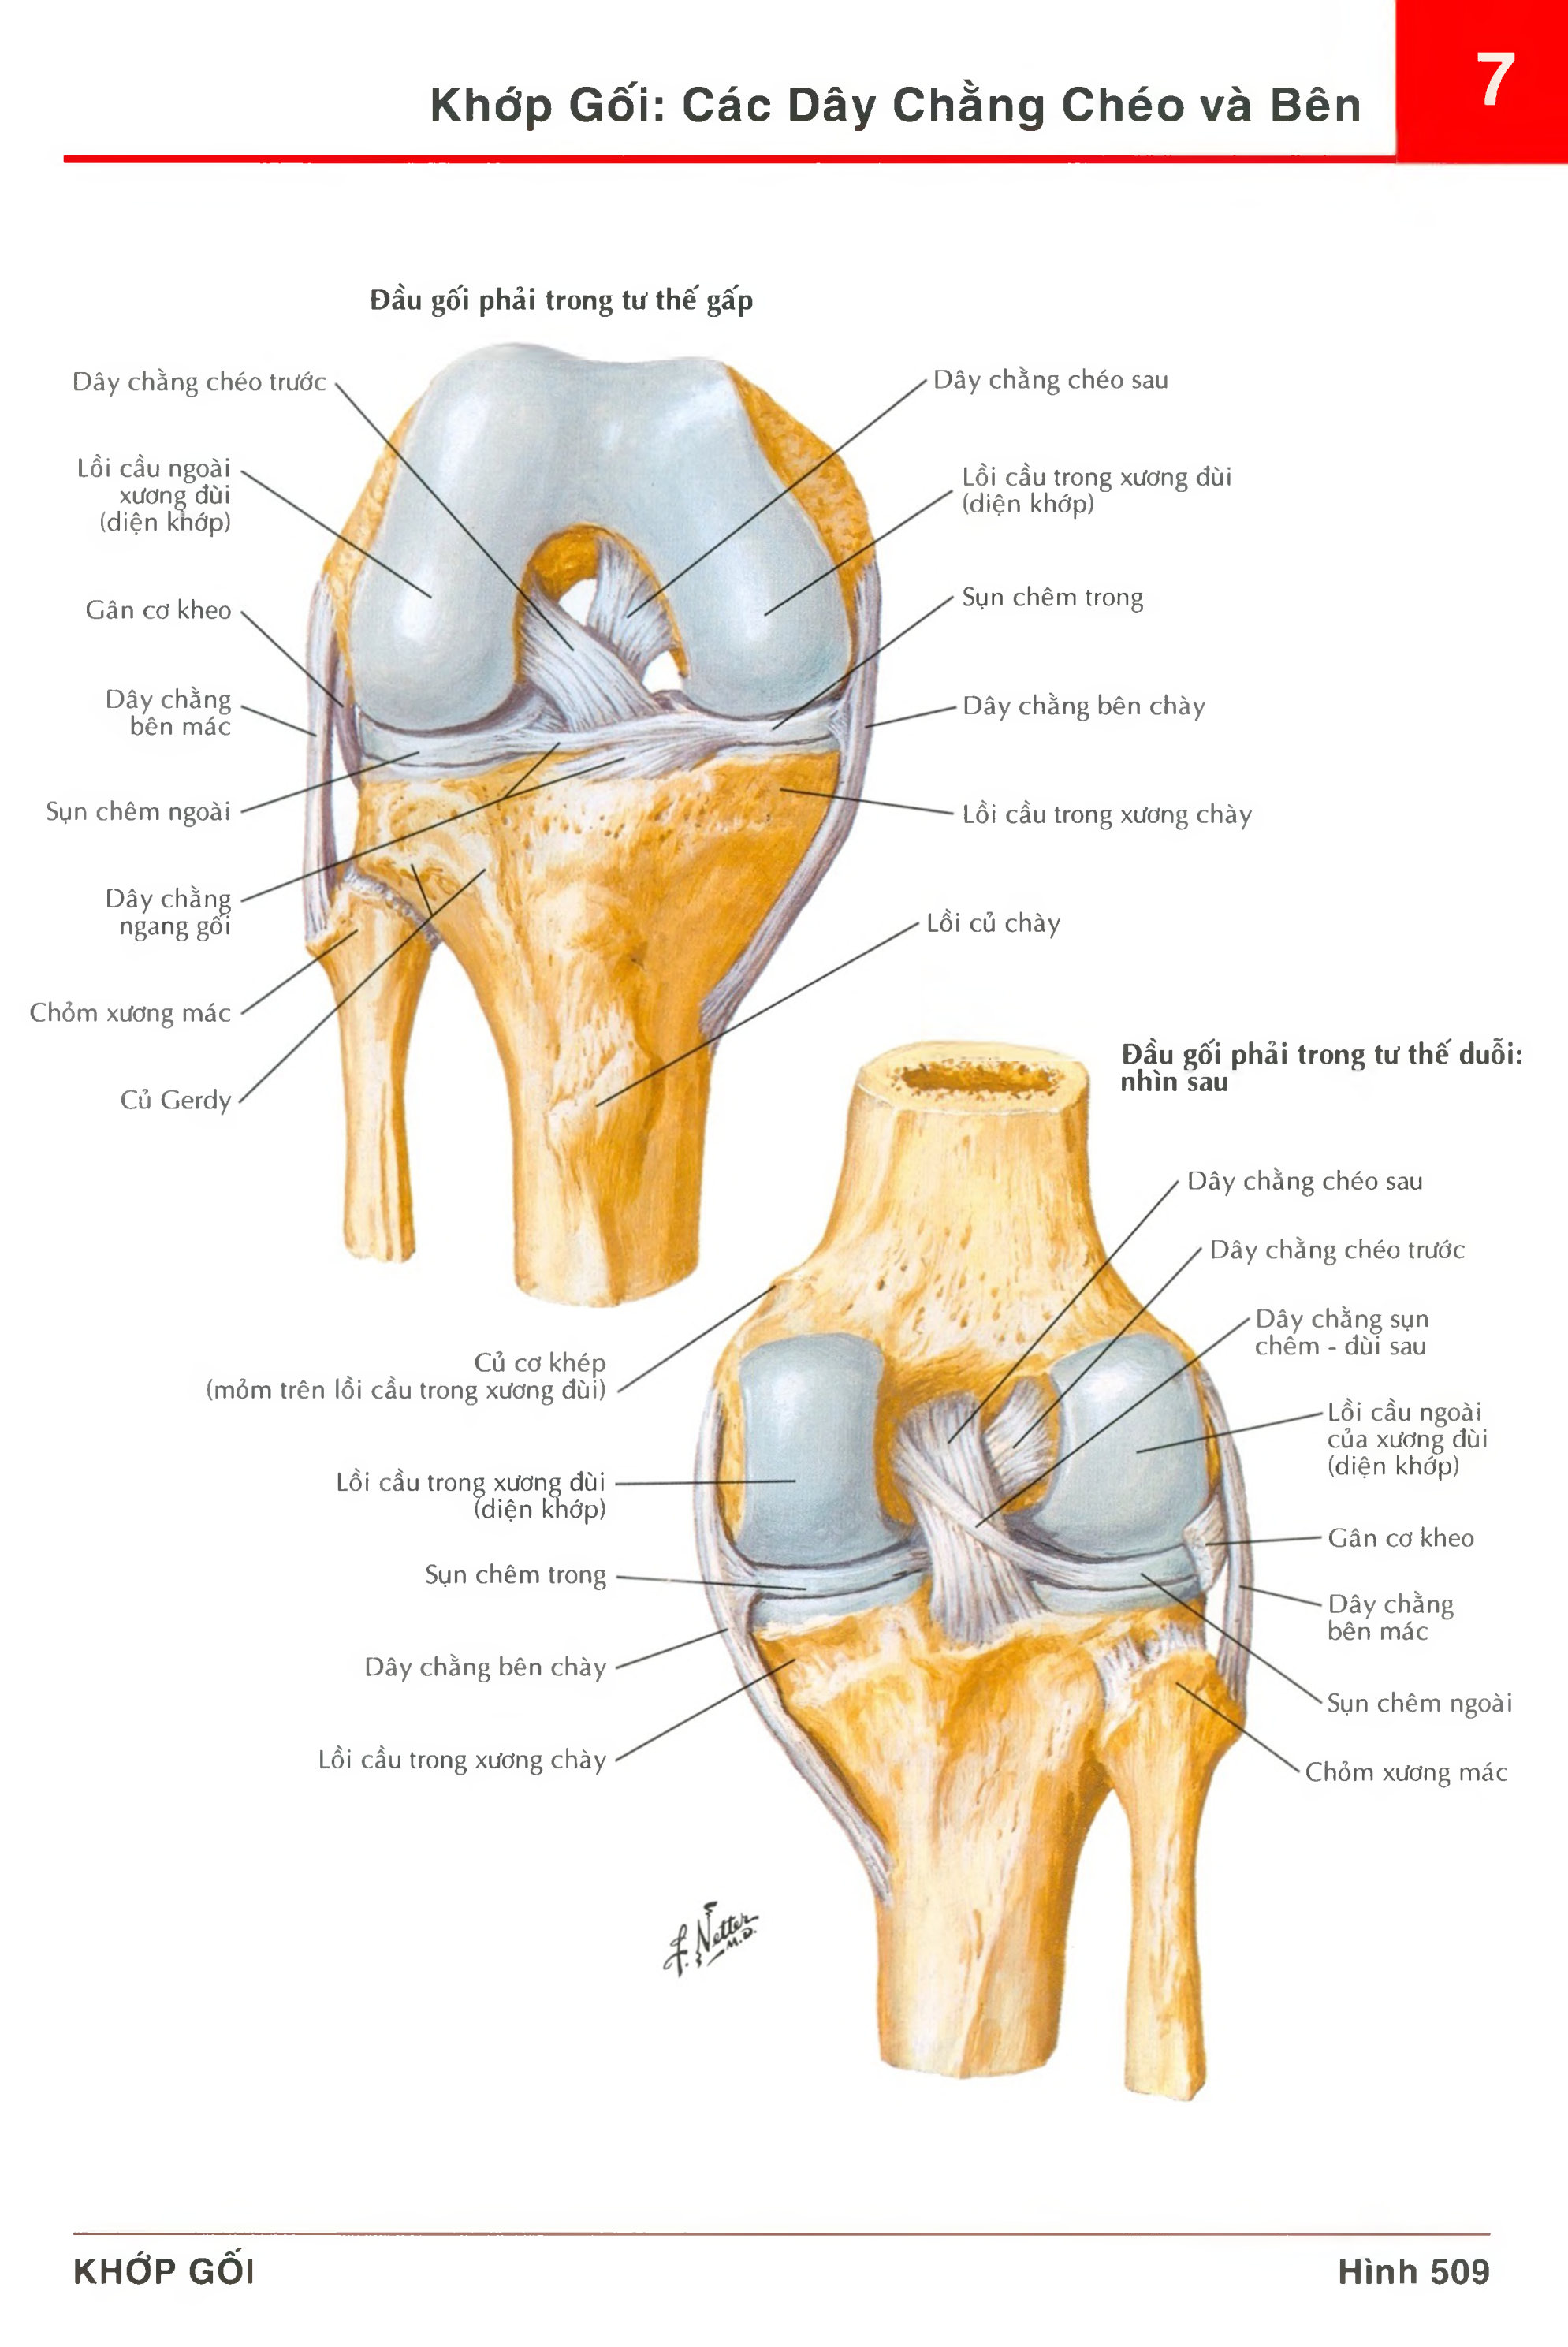 7
Khớp Gối: Các Dây Chằng Chéo và Bên
Đầu gối phải trong tư thế gấp
Dây chằng chéo trước
Lồi cầu ngoài
xương đùi
(diện khớp)
Gân cơ kheo
Dây chằng
bên mác
Sụn chêm ngoài
Dây chằng
ngang gối
Chỏm xương mác
Củ Gerdy
Dây chằng chéo sau
Lồi cầu trong xương đùi
(diện khớp)
Sụn chêm trong
Dây chằng bên chày
Lồi cầu trong xương chày
Lồi củ chày
Đầu gối phải trong tư thế duỗi:
nhìn sau
Củ cơ khép
(mỏm trên lồi cầu trong xương đùi)
Lồi cầu trong xương đùi
(diện khớp)
Sụn chêm trong
Dây chằng bên chày
Lồi cầu trong xương chày
Dây chằng chéo sau
Dây chằng chéo trước
Dây chằng sụn
chêm - đùi sau
Lồi cầu ngoài
của xương đùi
(diện khớp)
Gân cơ kheo
Dây chằng
bên mác
Sụn chêm ngoài
Chỏm xương mác
F. Netter
M.D.
KHỚP GỐI
Hình 509